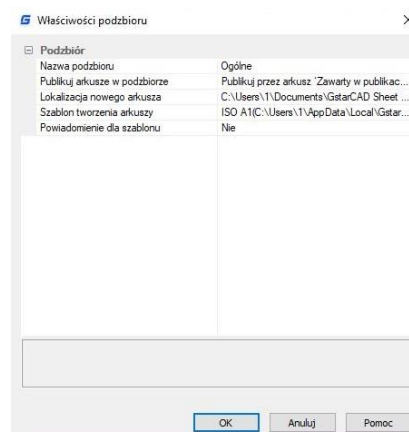 Właściwości podzbioru
Podzbiór
Nazwa podzbioru Ogólne
Publikuj arkusze w podzbiorze Publikuj przez arkusz 'Zawarty w publikac...
Lokalizacja nowego arkusza C:\Users\1\Documents\GstarCAD Sheet ...
Szablon tworzenia arkuszy ISO A1(C:\Users\1\AppData\Local\Gstar...
Powiadomienie dla szablonu Nie
OK Anuluj Pomoc